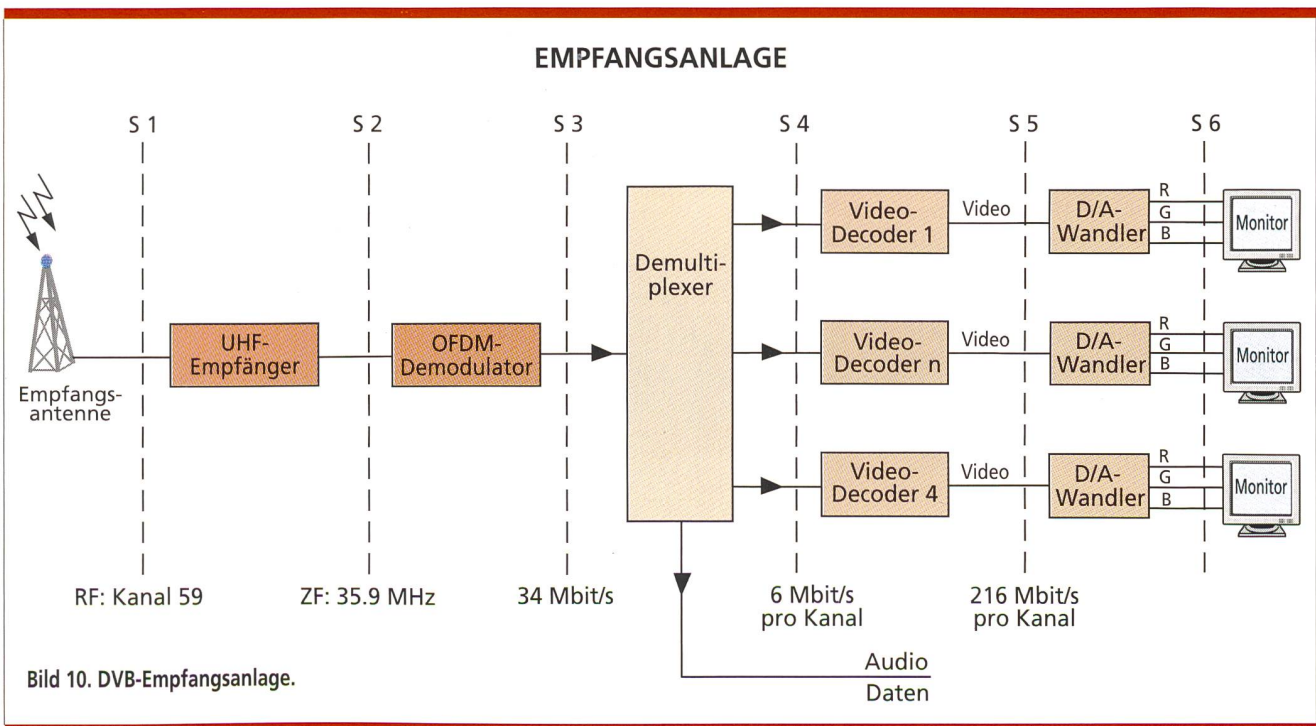 EMPFANGSANLAGE
S 1
S 2
S 3
S 4
S 5
S 6
Empfangs-
antenne
UHF-
Empfänger
OFDM-
Demodulator
Demulti-
plexer
Video-
Decoder 1
Video
D/A-
Wandler
R
G
B
Monitor
Video-
Decoder n
Video
D/A-
Wandler
R
G
B
Monitor
Video-
Decoder 4
Video
D/A-
Wandler
R
G
B
Monitor
RF: Kanal 59
ZF: 35.9 MHz
34 Mbit/s
6 Mbit/s
pro Kanal
216 Mbit/s
pro Kanal
Audio
Daten
Bild 10. DVB-Empfangsanlage.